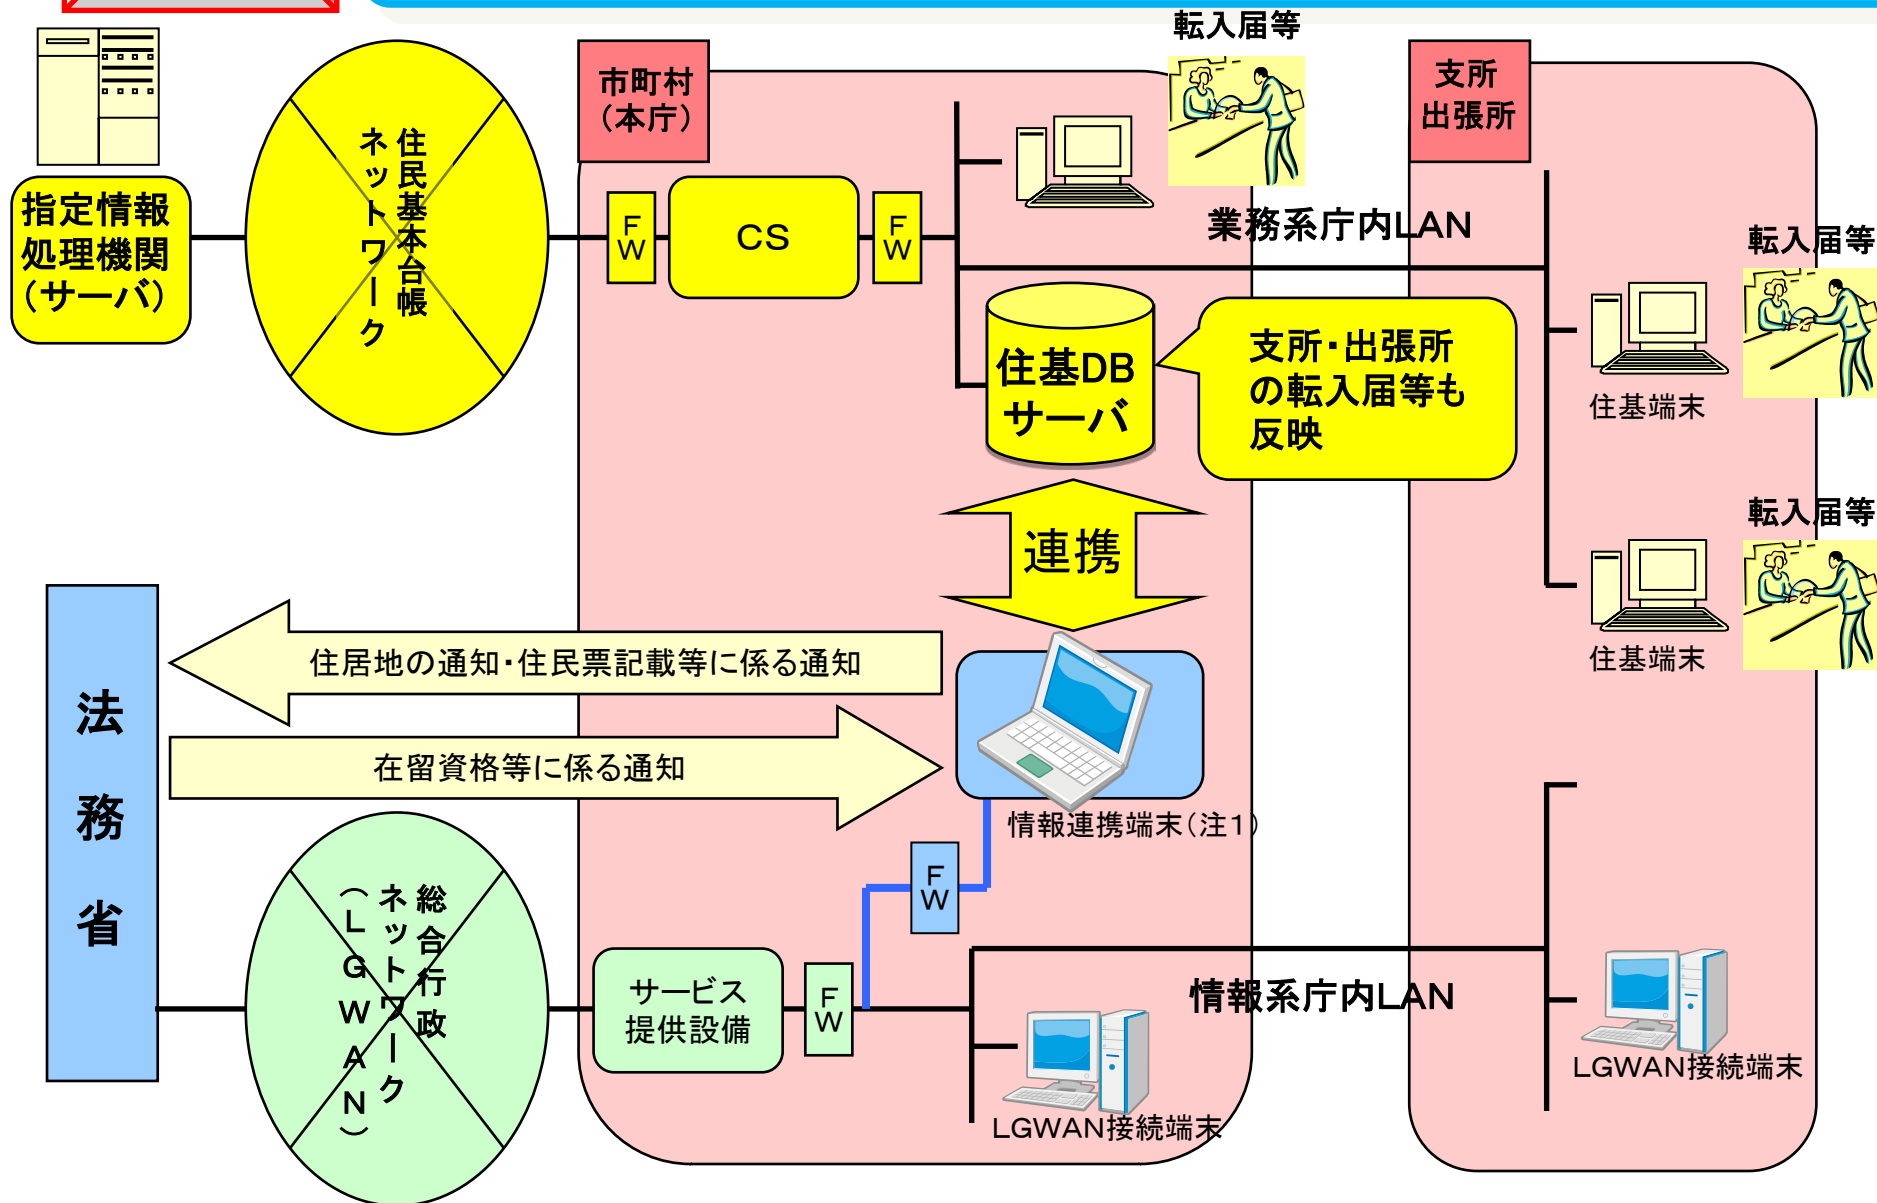 転入届等
市町村
（本庁）
支所
出張所
住民基本台帳
ネットワーク
指定情報
処理機関
（サーバ）
FW
CS
FW
業務系庁内LAN
転入届等
住基DB
サーバ
支所・出張所
の転入届等も
反映
住基端末
連携
転入届等
住基端末
法務省
住居地の通知・住民票記載等に係る通知
在留資格等に係る通知
情報連携端末（注１）
FW
総合行政
ネットワーク
（ＬＧＷＡＮ）
サービス
提供設備
FW
情報系庁内LAN
LGWAN接続端末
LGWAN接続端末